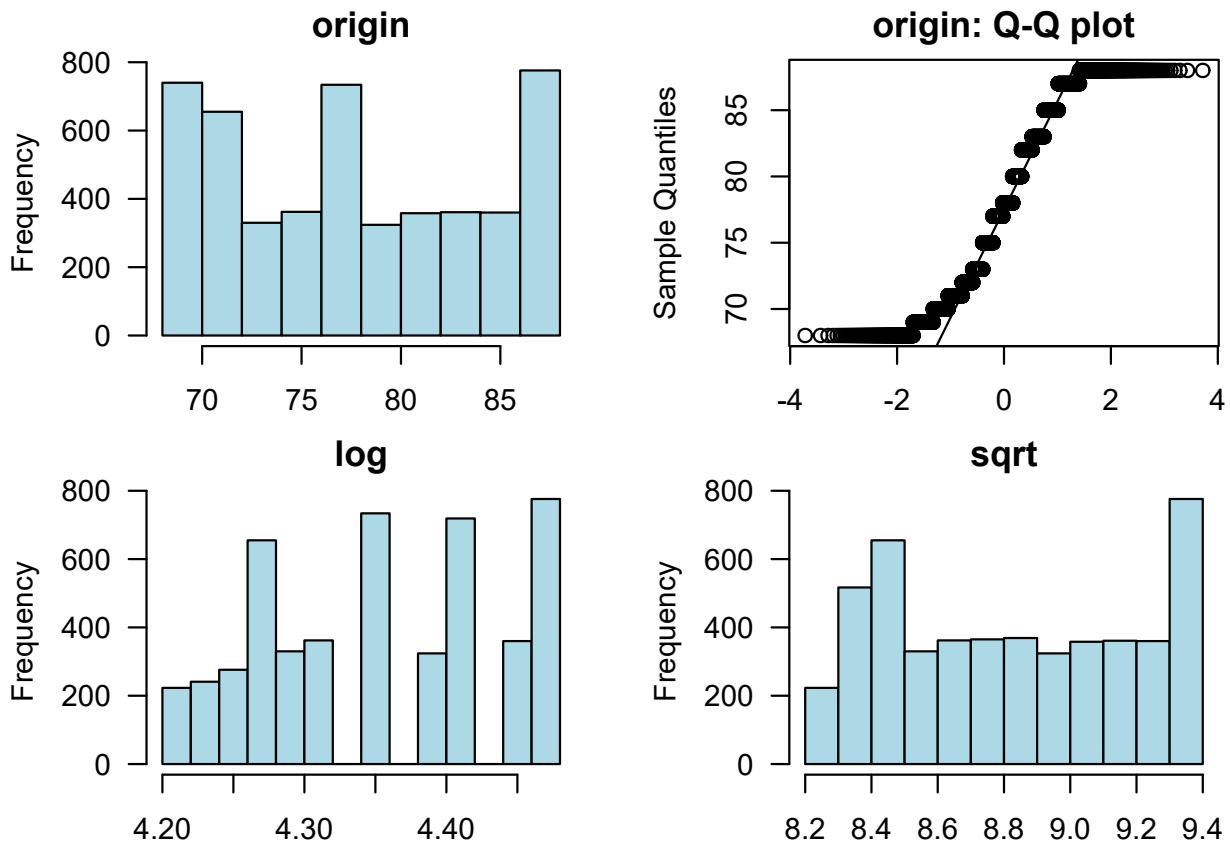 origin
Frequency
800
600
400
200
0
70 75 80 85
origin: Q-Q plot
Sample Quantiles
85
80
75
70
-4 -2 0 2 4
log
Frequency
800
600
400
200
0
4.20 4.30 4.40
sqrt
Frequency
800
600
400
200
0
8.2 8.4 8.6 8.8 9.0 9.2 9.4